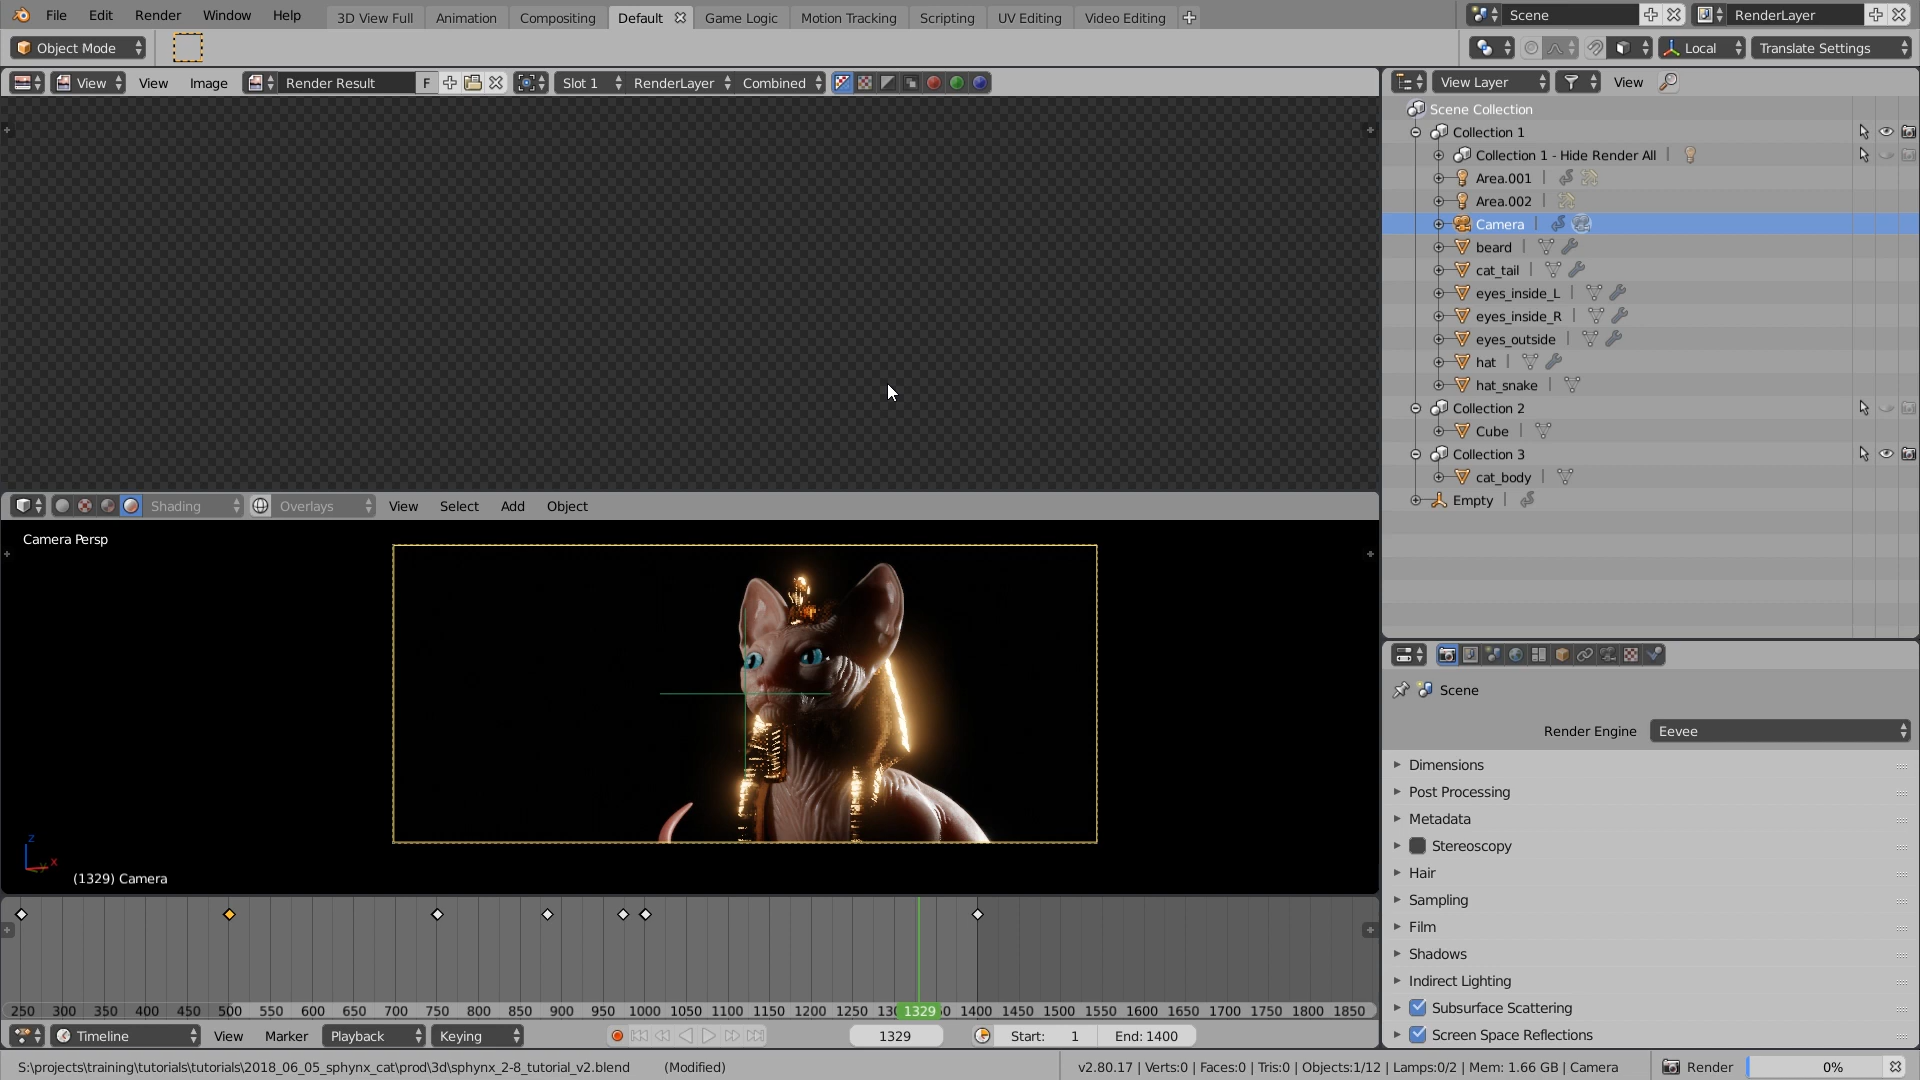 File Edit Render Window Help 3D View Full Animation Compositing Default Game Logic Motion Tracking Scripting UV Editing Video Editing Scene RenderLayer
Object Mode Local Translate Settings
View View Image Render Result F Slot 1 RenderLayer Combined View Layer View
Scene Collection
Collection 1
Collection 1 - Hide Render All
Area.001
Area.002
Camera
beard
cat_tail
eyes_inside_L
eyes_inside_R
eyes_outside
hat
hat_snake
Collection 2
Cube
Collection 3
cat_body
Empty
Shading Overlays View Select Add Object
Camera Persp
z
x
(1329) Camera
Scene
Render Engine Eevee
Dimensions
Post Processing
Metadata
Stereoscopy
Hair
Sampling
Film
Shadows
Indirect Lighting
Subsurface Scattering
Screen Space Reflections
250 300 350 400 450 500 550 600 650 700 750 800 850 900 950 1000 1050 1100 1150 1200 1250 1329 1400 1450 1500 1550 1600 1650 1700 1750 1800 1850
Timeline View Marker Playback Keying 1329 Start: 1 End: 1400
S:\projects\training\tutorials\tutorials\2018_06_05_sphynx_cat\prod\3d\sphynx_2-8_tutorial_v2.blend (Modified) v2.80.17 | Verts:0 | Faces:0 | Tris:0 | Objects:1/12 | Lamps:0/2 | Mem: 1.66 GB | Camera Render 0%